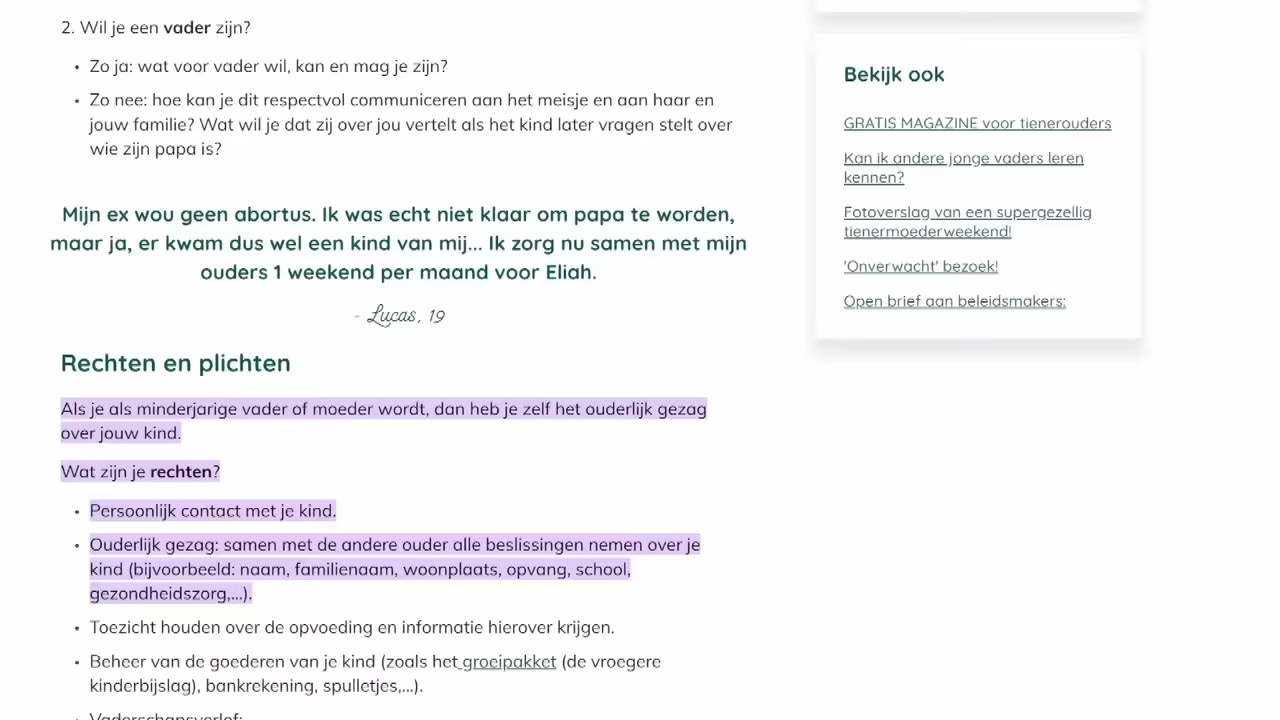 2. Wil je een vader zijn?
• Zo ja: wat voor vader wil, kan en mag je zijn?
• Zo nee: hoe kan je dit respectvol communiceren aan het meisje en aan haar en
jouw familie? Wat wil je dat zij over jou vertelt als het kind later vragen stelt over
wie zijn papa is?
Mijn ex wou geen abortus. Ik was echt niet klaar om papa te worden,
maar ja, er kwam dus wel een kind van mij... Ik zorg nu samen met mijn
ouders 1 weekend per maand voor Eliah.
- Lucas, 19
Rechten en plichten
Als je als minderjarige vader of moeder wordt, dan heb je zelf het ouderlijk gezag
over jouw kind.
Wat zijn je rechten?
• Persoonlijk contact met je kind.
• Ouderlijk gezag: samen met de andere ouder alle beslissingen nemen over je
kind (bijvoorbeeld: naam, familienaam, woonplaats, opvang, school,
gezondheidszorg,...).
• Toezicht houden over de opvoeding en informatie hierover krijgen.
• Beheer van de goederen van je kind (zoals het groeipakket (de vroegere
kinderbijslag), bankrekening, spulletjes,...).
• Vaderschapsverlof:
Bekijk ook
GRATIS MAGAZINE voor tienerouders
Kan ik andere jonge vaders leren
kennen?
Fotoverslag van een supergezellig
tienermoederweekend!
'Onverwacht' bezoek!
Open brief aan beleidsmakers: